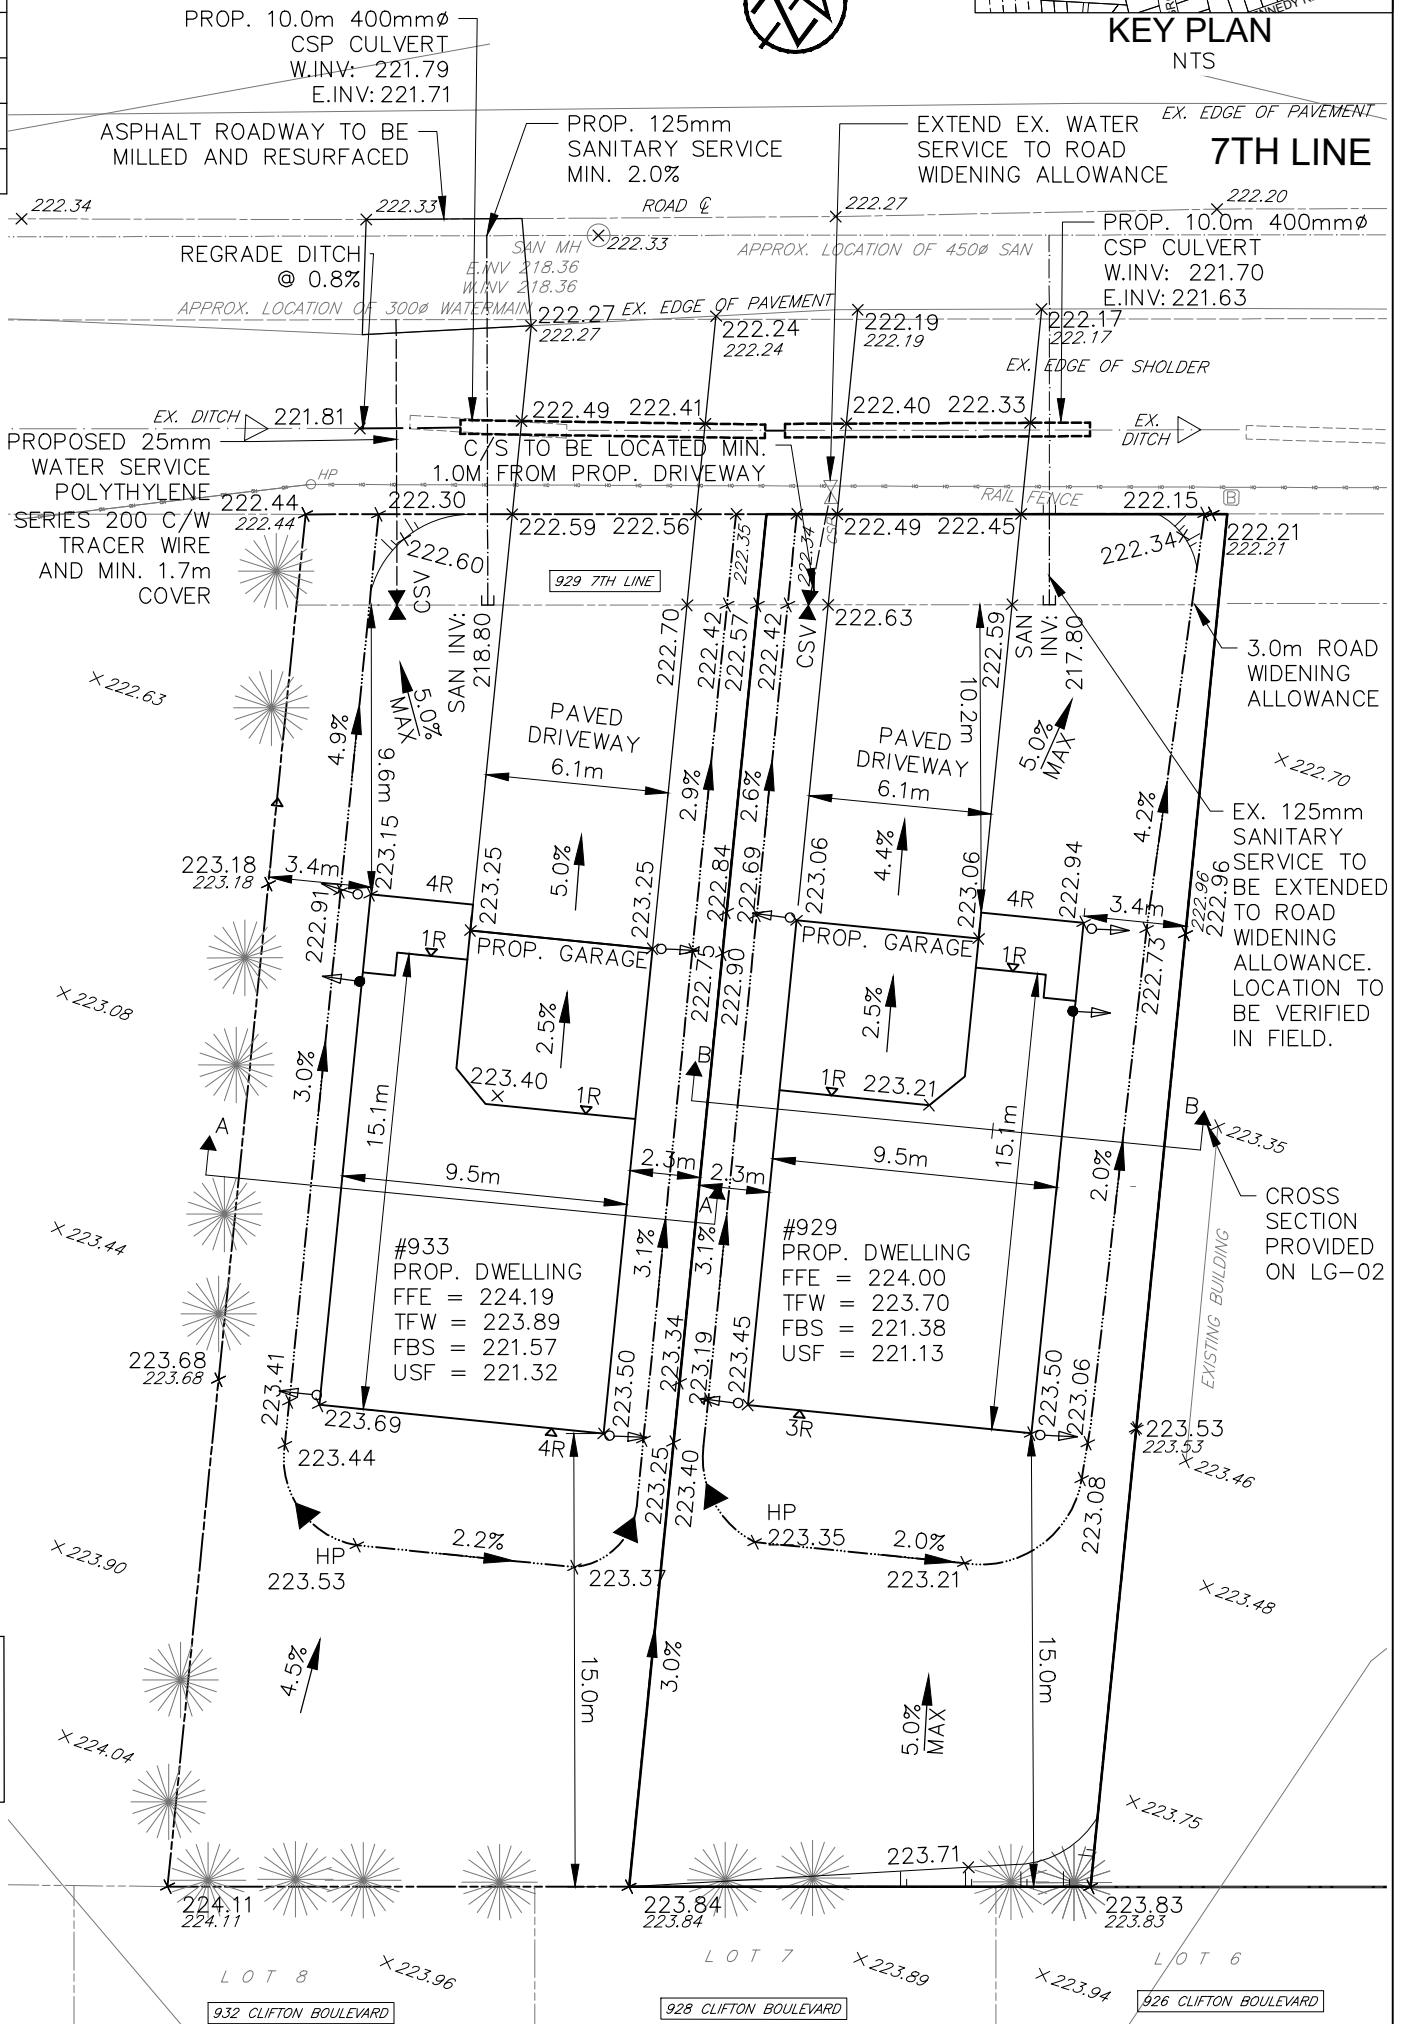 PROP. 10.0m 400mmø
CSP CULVERT
W.INV: 221.79
E.INV: 221.71
KEY PLAN
NTS
EX. EDGE OF PAVEMENT
7TH LINE
ASPHALT ROADWAY TO BE
MILLED AND RESURFACED
PROP. 125mm
SANITARY SERVICE
MIN. 2.0%
EXTEND EX. WATER
SERVICE TO ROAD
WIDENING ALLOWANCE
222.34
222.33
ROAD ℄
222.27
222.20
REGRADE DITCH
@ 0.8%
SAN MH
E.INV 218.36
W.INV 218.36
222.33
APPROX. LOCATION OF 450ø SAN
PROP. 10.0m 400mmø
CSP CULVERT
W.INV: 221.70
E.INV: 221.63
APPROX. LOCATION OF 300ø WATERMAIN
222.27
222.27
EX. EDGE OF PAVEMENT
222.24
222.24
222.19
222.19
222.17
222.17
EX. EDGE OF SHOLDER
EX. DITCH
221.81
222.49
222.41
222.40
222.33
EX.
DITCH
C/S TO BE LOCATED MIN.
1.0M FROM PROP. DRIVEWAY
PROPOSED 25mm
WATER SERVICE
POLYTHYLENE
SERIES 200 C/W
TRACER WIRE
AND MIN. 1.7m
COVER
HP
RAIL FENCE
B
222.44
222.44
222.30
222.59
222.56
222.35
222.34
222.49
222.45
222.15
222.21
222.21
222.60
222.34
929 7TH LINE
CSV
SAN INV:
218.80
222.70
222.42
222.57
222.42
CSV
222.63
222.59
SAN
INV:
217.80
3.0m ROAD
WIDENING
ALLOWANCE
222.63
222.70
4.9%
9.6m
5.0%
MAX
PAVED
DRIVEWAY
6.1m
2.9%
2.6%
PAVED
DRIVEWAY
6.1m
10.2m
5.0%
MAX
4.2%
EX. 125mm
SANITARY
SERVICE TO
BE EXTENDED
TO ROAD
WIDENING
ALLOWANCE.
LOCATION TO
BE VERIFIED
IN FIELD.
223.18
223.18
3.4m
223.15
222.91
4R
223.25
5.0%
223.25
222.84
222.69
223.06
4.4%
223.06
4R
222.94
3.4m
222.96
222.96
1R
PROP. GARAGE
222.75
222.90
PROP. GARAGE
1R
222.73
223.08
3.0%
15.1m
2.5%
223.40
1R
B
2.5%
1R
223.21
15.1m
B
223.35
A
9.5m
2.3m
2.3m
A
9.5m
2.0%
CROSS
SECTION
PROVIDED
ON LG-02
223.44
#933
PROP. DWELLING
FFE = 224.19
TFW = 223.89
FBS = 221.57
USF = 221.32
3.1%
3.1%
#929
PROP. DWELLING
FFE = 224.00
TFW = 223.70
FBS = 221.38
USF = 221.13
EXISTING BUILDING
223.68
223.68
223.41
223.69
4R
223.50
223.34
223.19
223.45
3R
223.50
223.06
223.53
223.53
223.46
223.44
223.25
223.40
223.08
HP
223.53
2.2%
223.37
HP
223.35
2.0%
223.21
223.90
223.48
4.5%
15.0m
3.0%
5.0%
MAX
15.0m
224.04
223.75
223.71
224.11
224.11
223.84
223.84
223.83
223.83
LOT 8
223.96
LOT 7
223.89
223.94
LOT 6
932 CLIFTON BOULEVARD
928 CLIFTON BOULEVARD
926 CLIFTON BOULEVARD